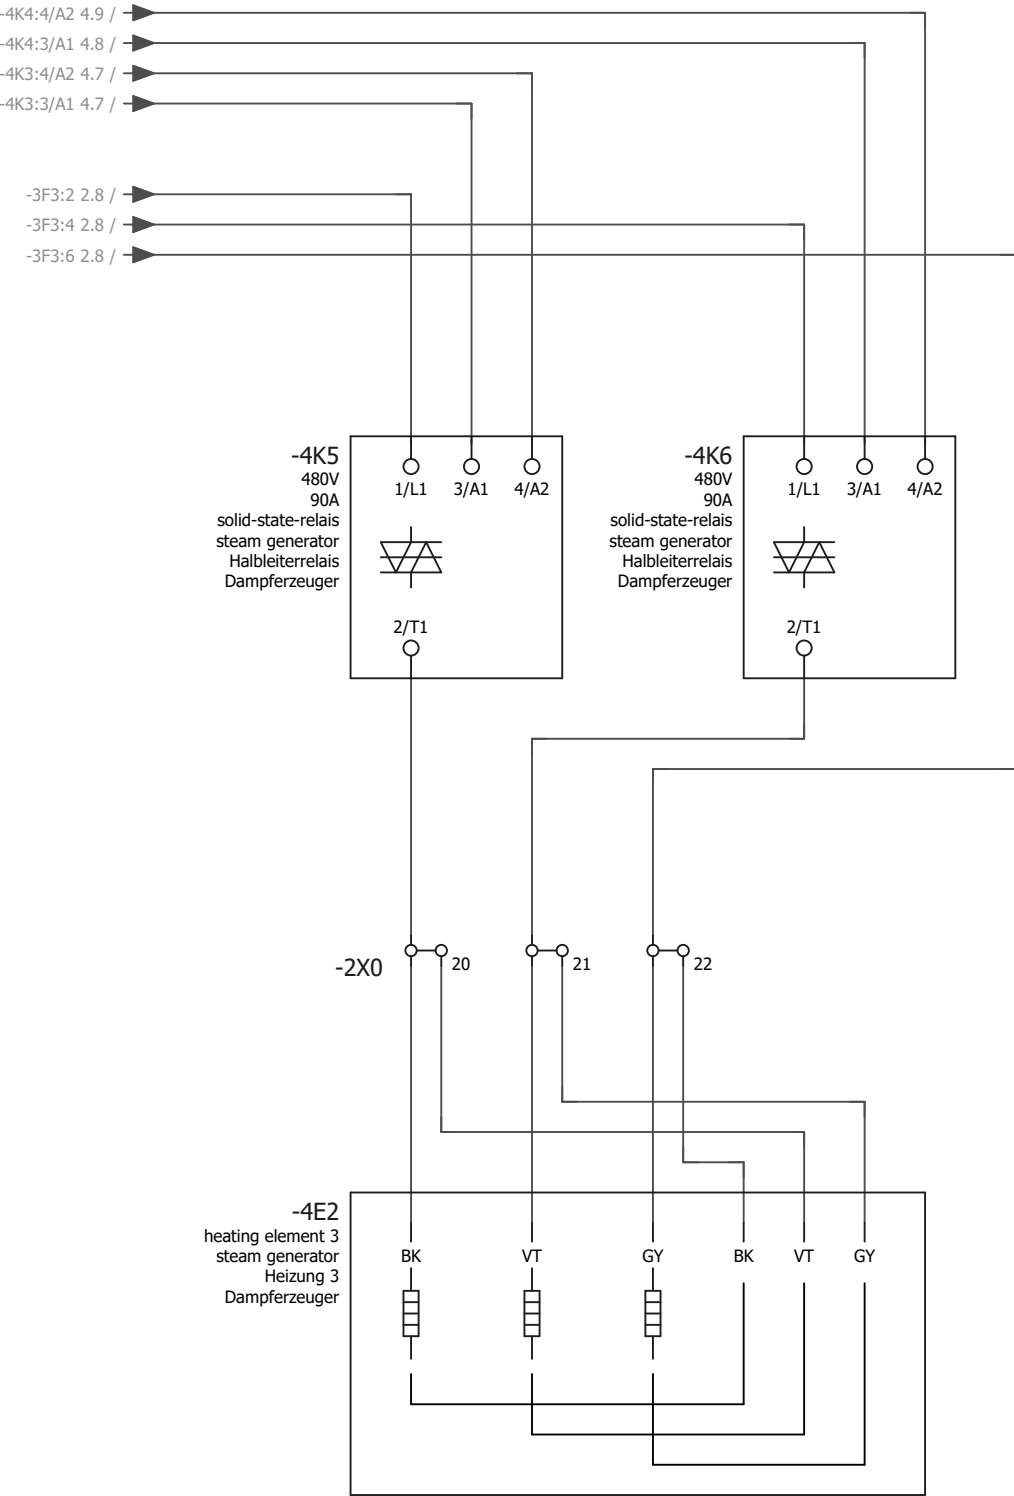 -4K4:4/A2 4.9 /
-4K4:3/A1 4.8 /
-4K3:4/A2 4.7 /
-4K3:3/A1 4.7 /
-3F3:2 2.8 /
-3F3:4 2.8 /
-3F3:6 2.8 /
-4K5
480V
90A
solid-state-relais
steam generator
Halbleiterrelais
Dampferzeuger
1/L1 3/A1 4/A2
2/T1
-4K6
480V
90A
solid-state-relais
steam generator
Halbleiterrelais
Dampferzeuger
1/L1 3/A1 4/A2
2/T1
-2X0 20 21 22
-4E2
heating element 3
steam generator
Heizung 3
Dampferzeuger
BK VT GY BK VT GY